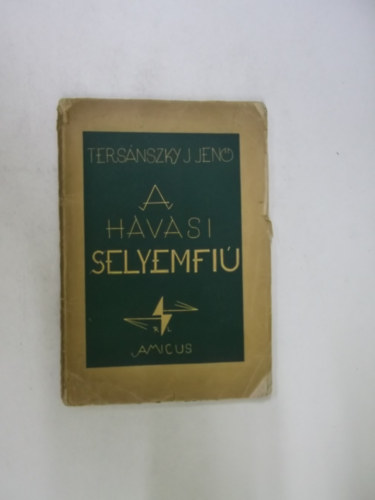 TERSÁNSZKY J. JENŐ
A
HAVASI
SELYEMFIÚ
K. L.
AMICUS